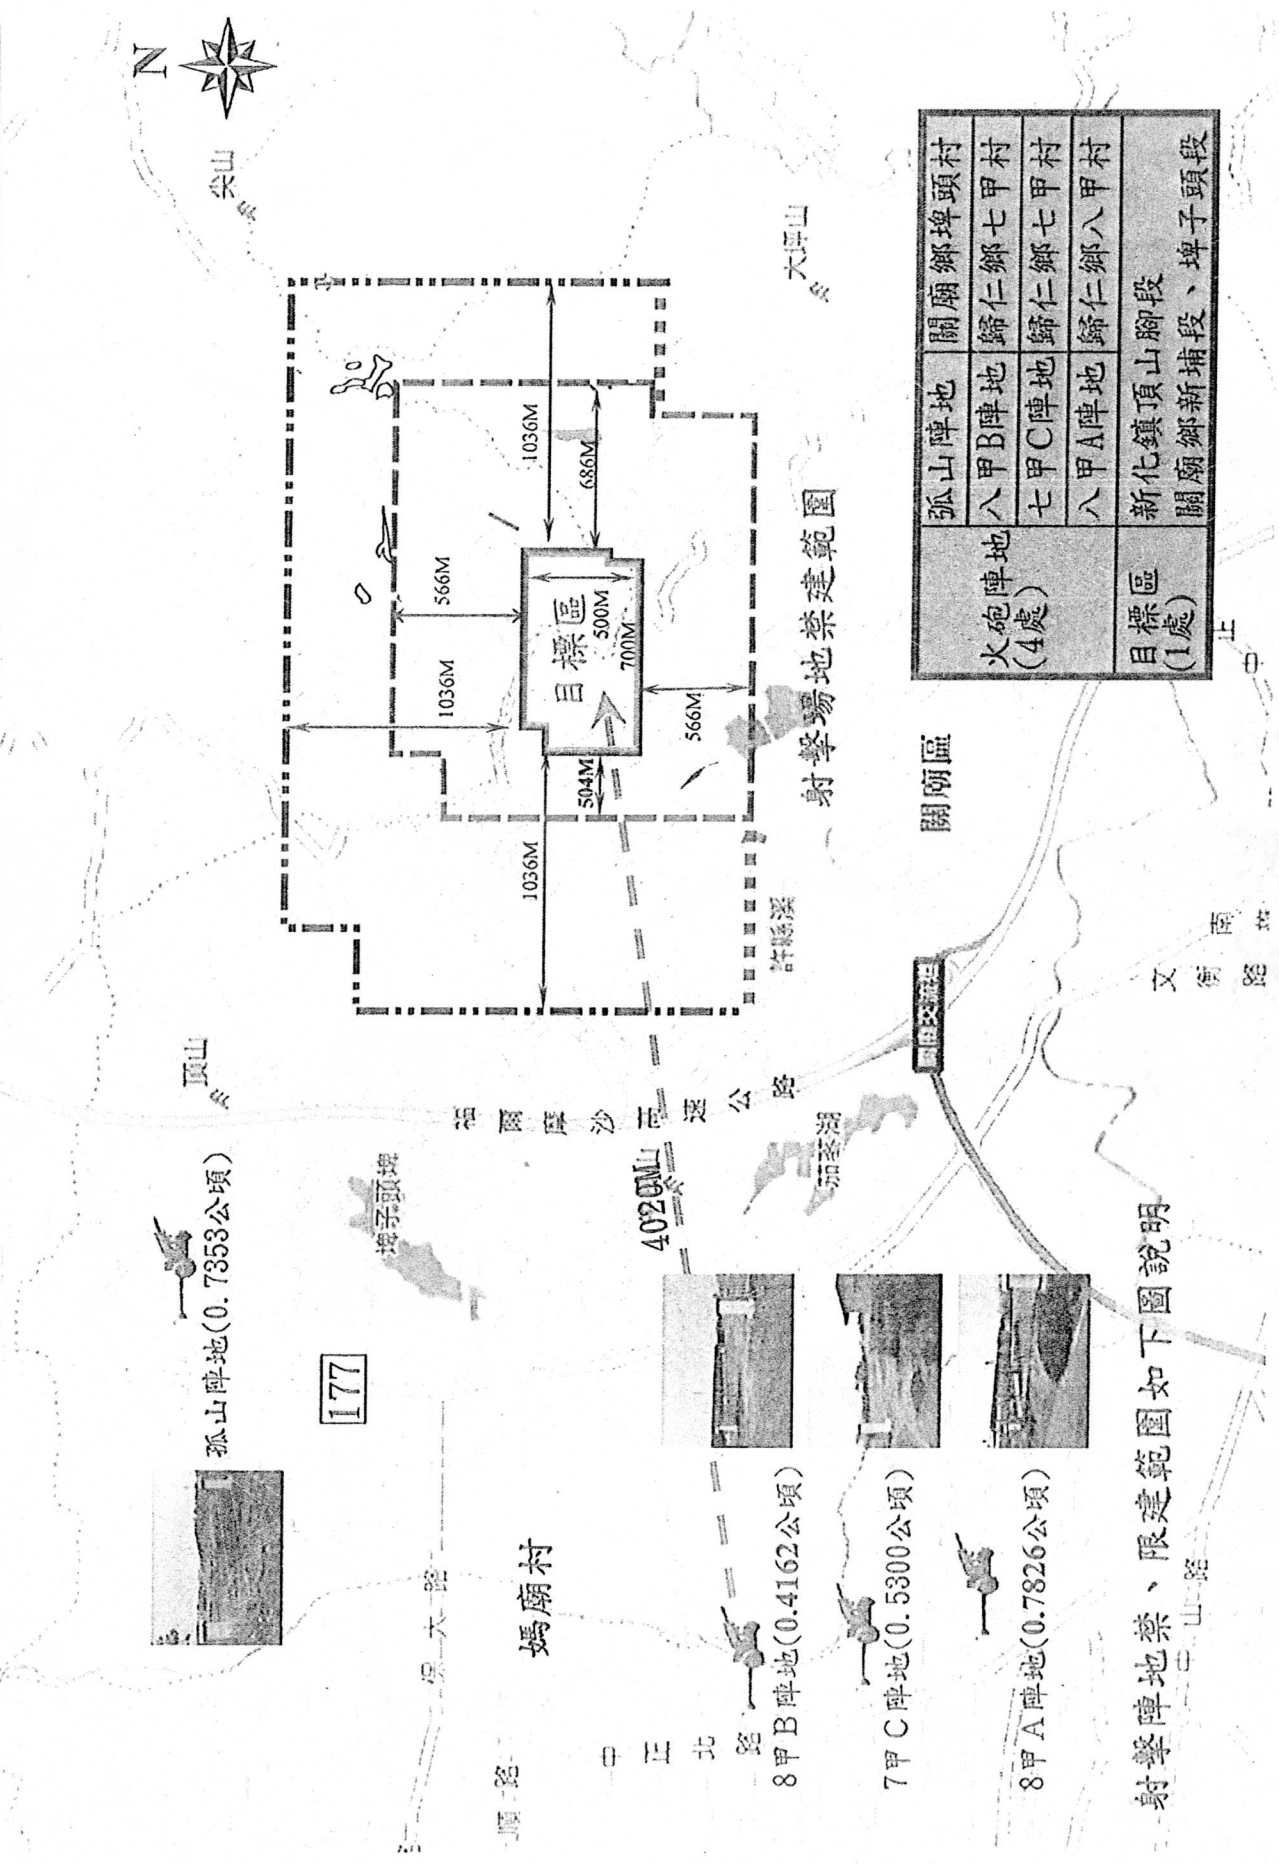 N
尖山
大坪山
頂山
孤山陣地(0.7353公頃)
177
埤子頭埤
福爾摩沙高速公路
1036M
566M
1036M
686M
目標區
500M
700M
566M
504M
1036M
射擊場地禁建範圍
許縣溪
關廟區
茄苳湖
媽廟村
中正北路
8甲B陣地(0.4162公頃)
7甲C陣地(0.5300公頃)
8甲A陣地(0.7826公頃)
文衡路
南
中山路
射擊陣地禁、限建範圍如下圖說明
火砲陣地(4處)
孤山陣地 關廟鄉埤頭村
八甲B陣地 歸仁鄉七甲村
七甲C陣地 歸仁鄉七甲村
八甲A陣地 歸仁鄉八甲村
目標區(1處)
新化鎮頂山腳段
關廟鄉新埔段、埤子頭段